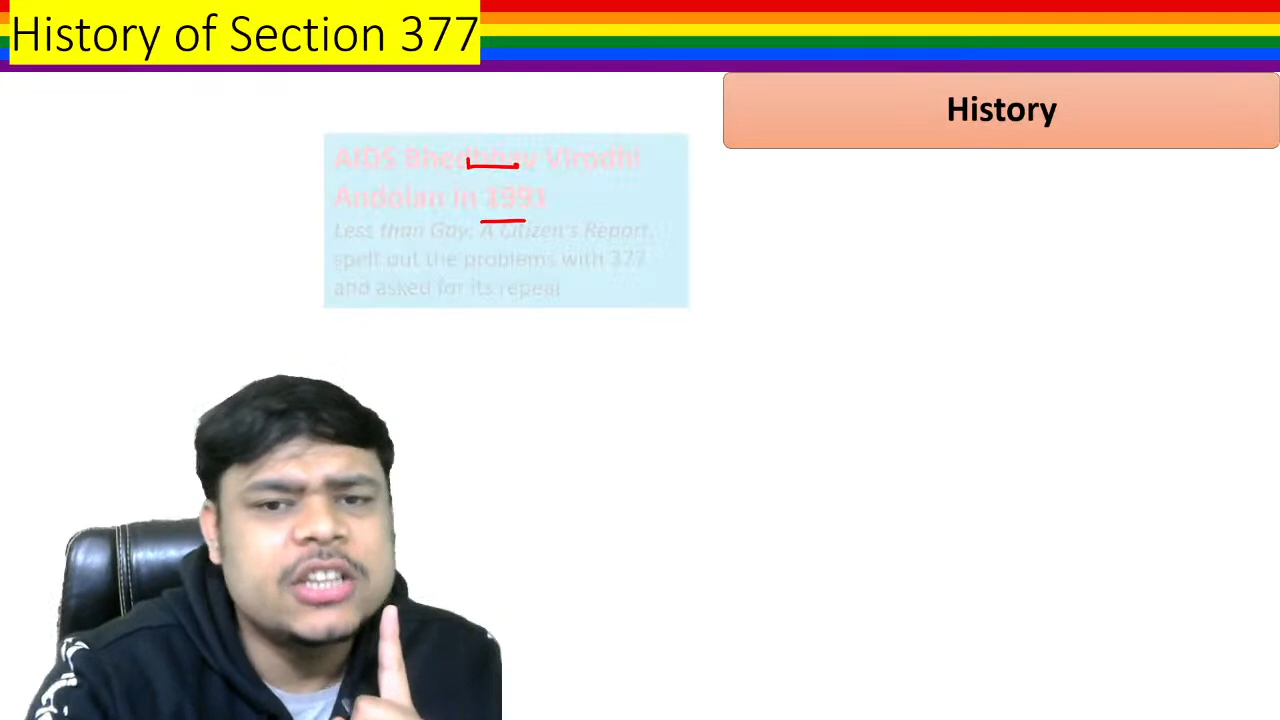 History of Section 377
History
AIDS Bhedbhav Virodhi
Andolan in 1991
Less than Gay: A Citizen's Report,
spelt out the problems with 377
and asked for its repeal